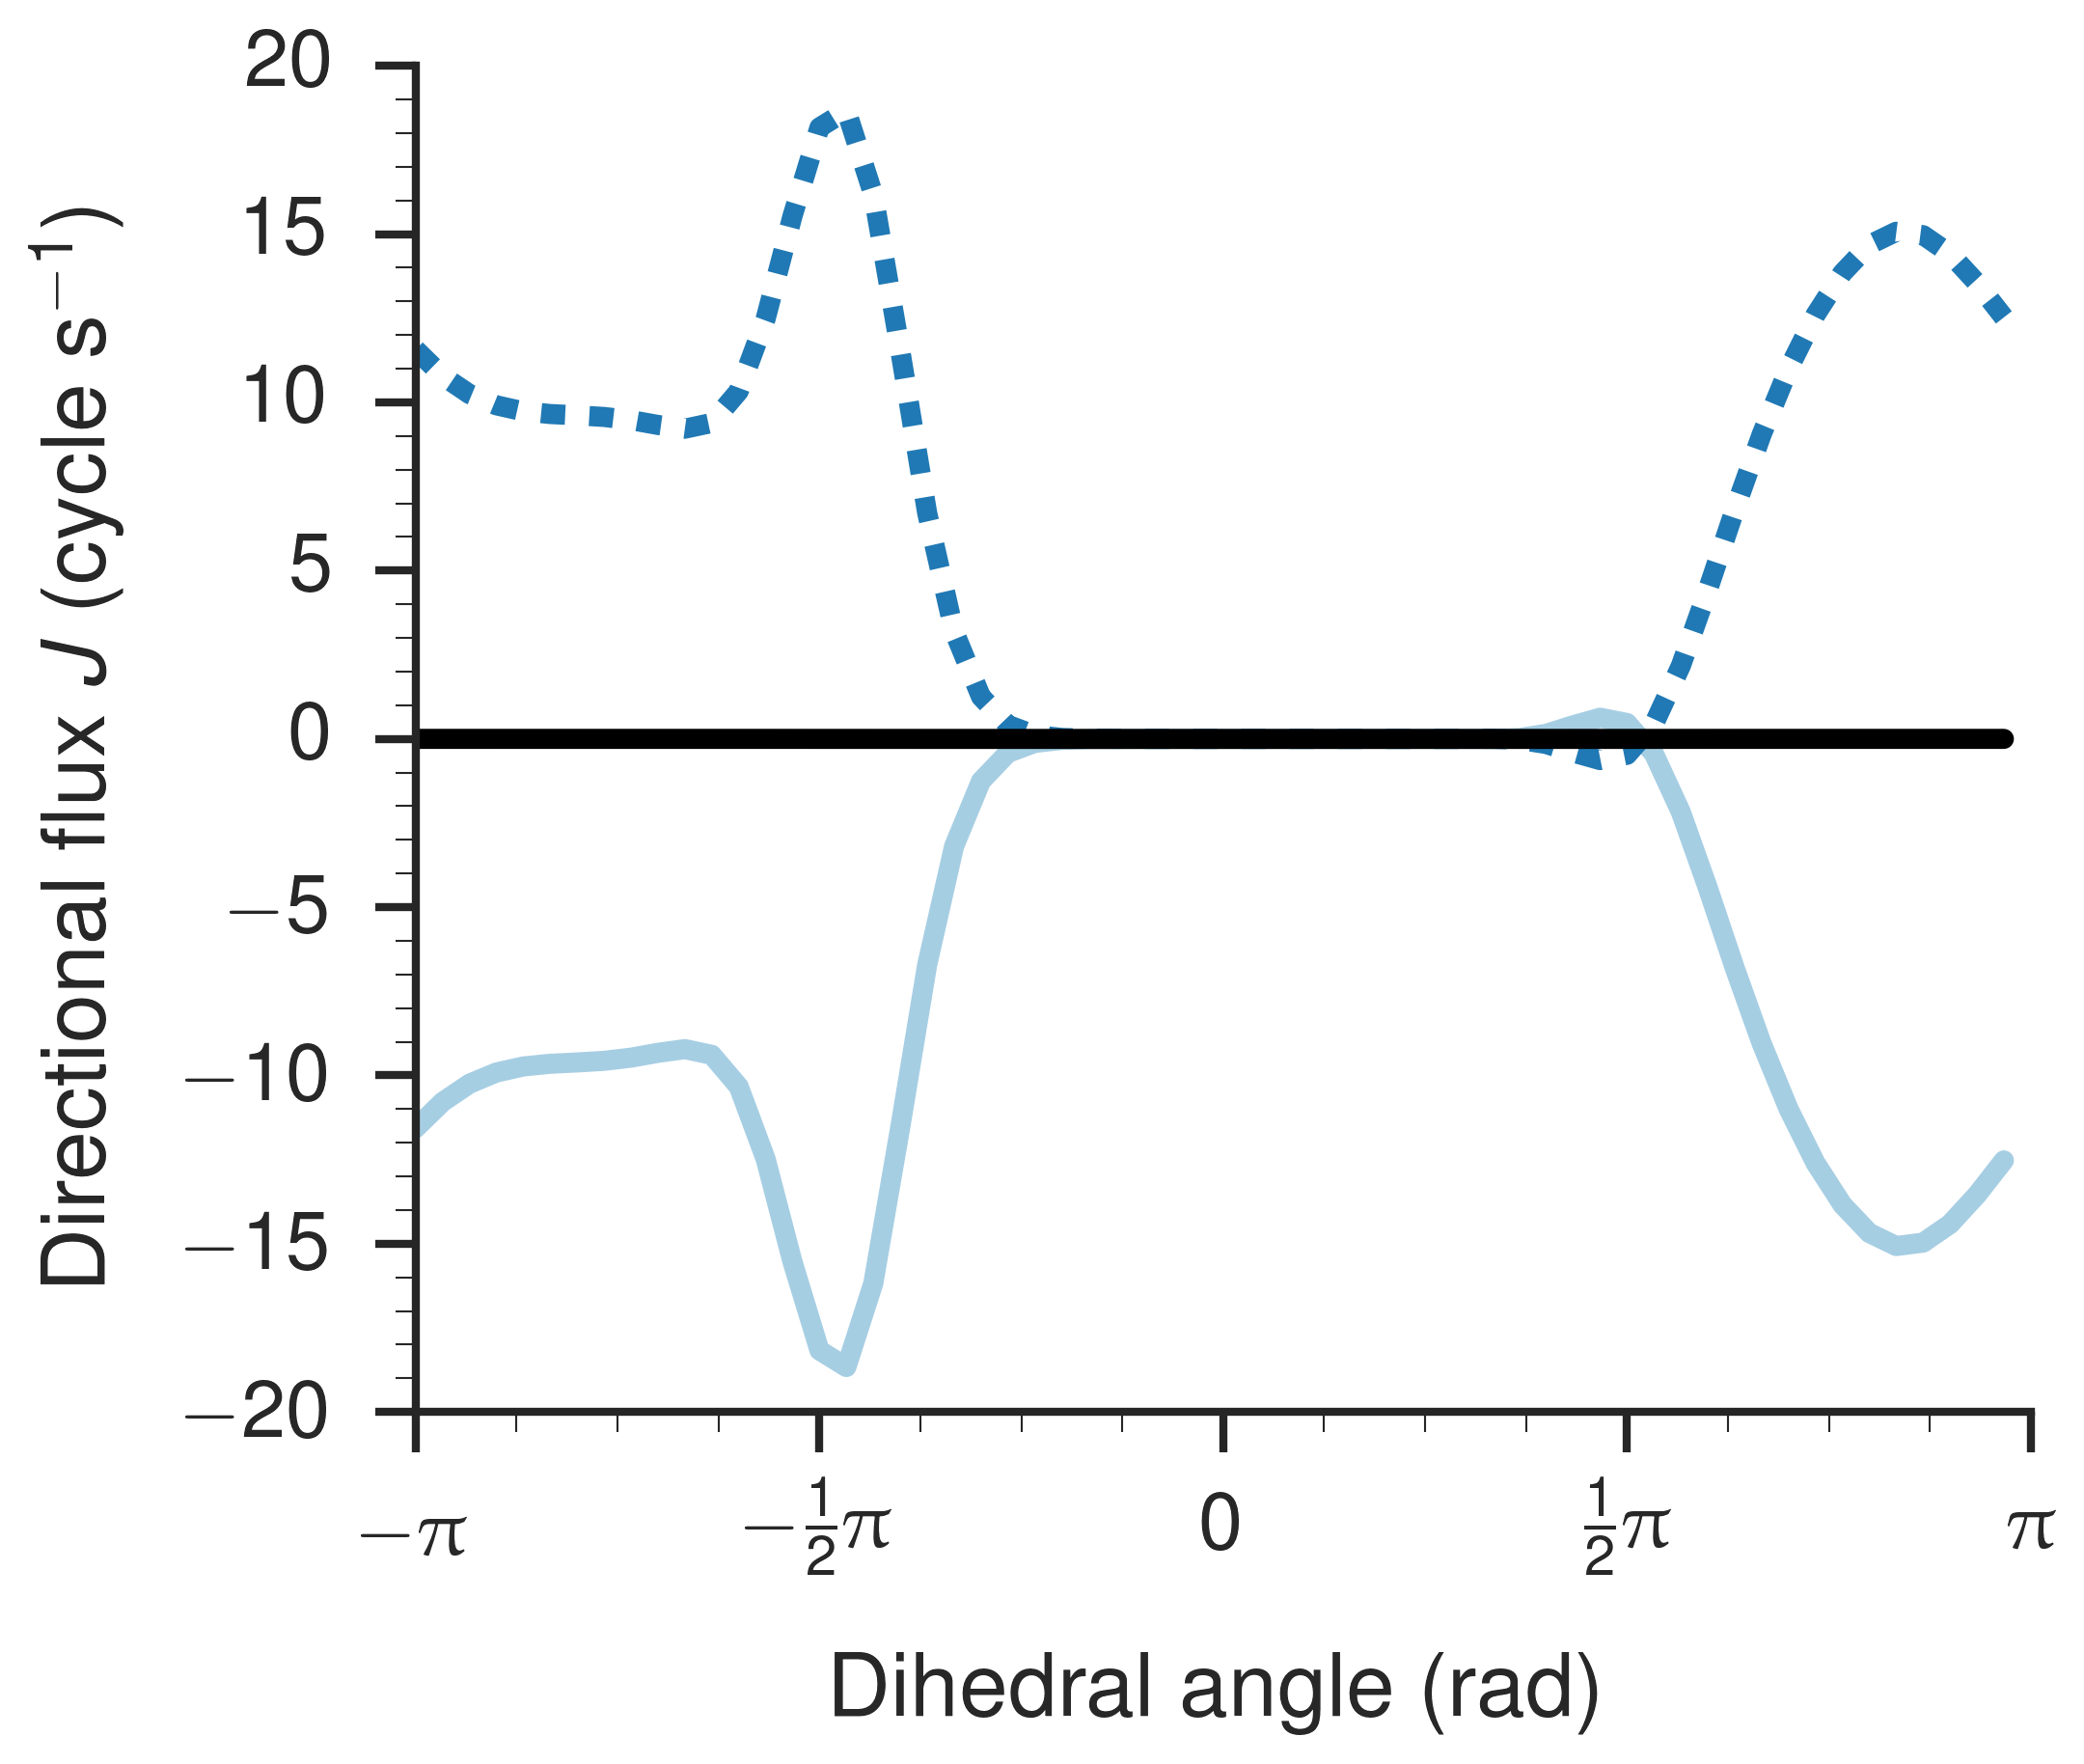 Directional flux J (cycle s⁻¹)
20
15
10
5
0
−5
−10
−15
−20
−π
−1/2π
0
1/2π
π
Dihedral angle (rad)